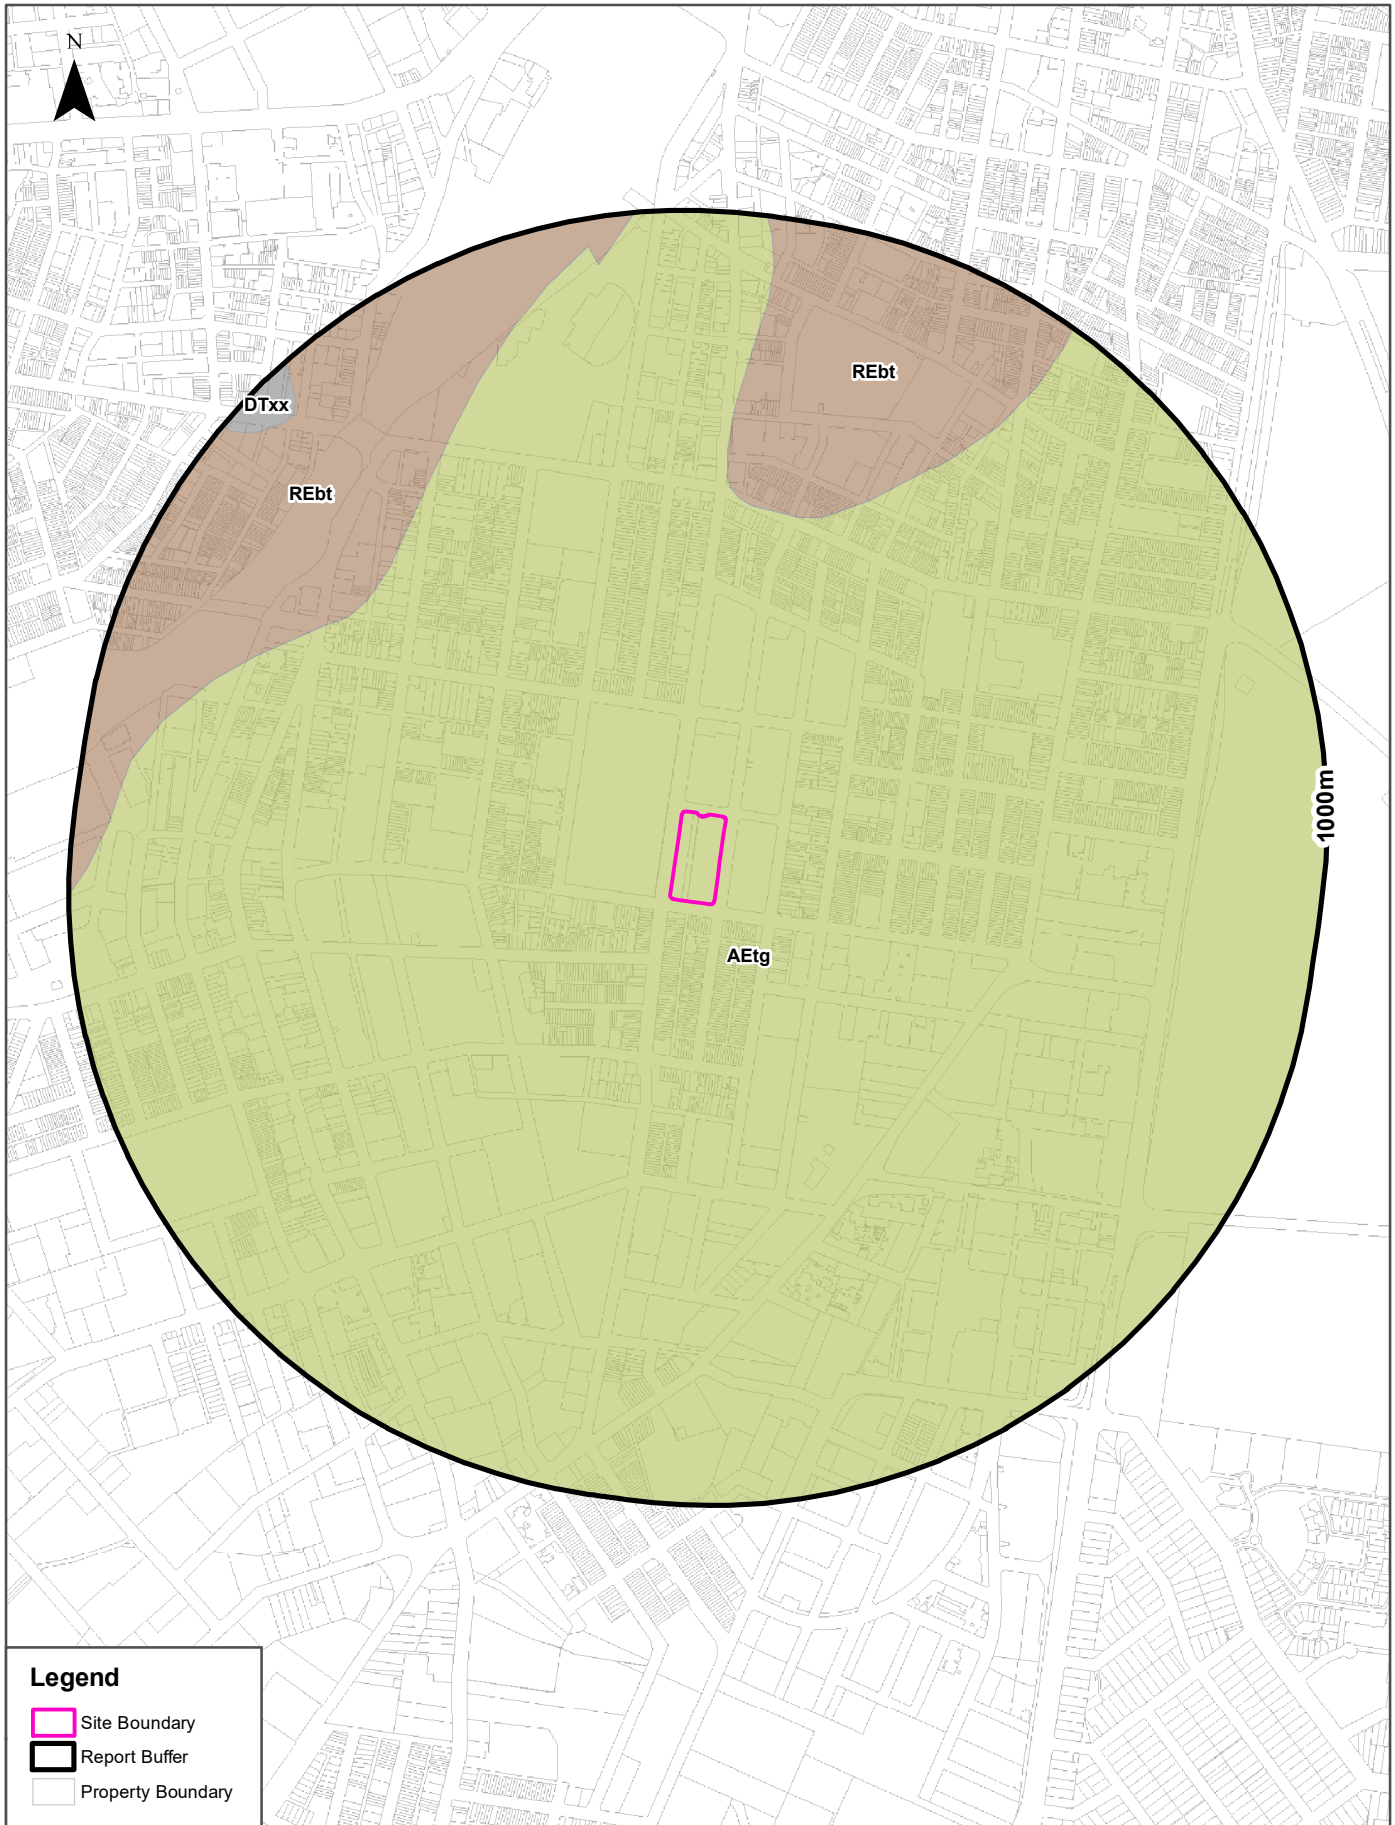 N
REbt
DTxx
REbt
1000m
AEtg
Legend
Site Boundary
Report Buffer
Property Boundary